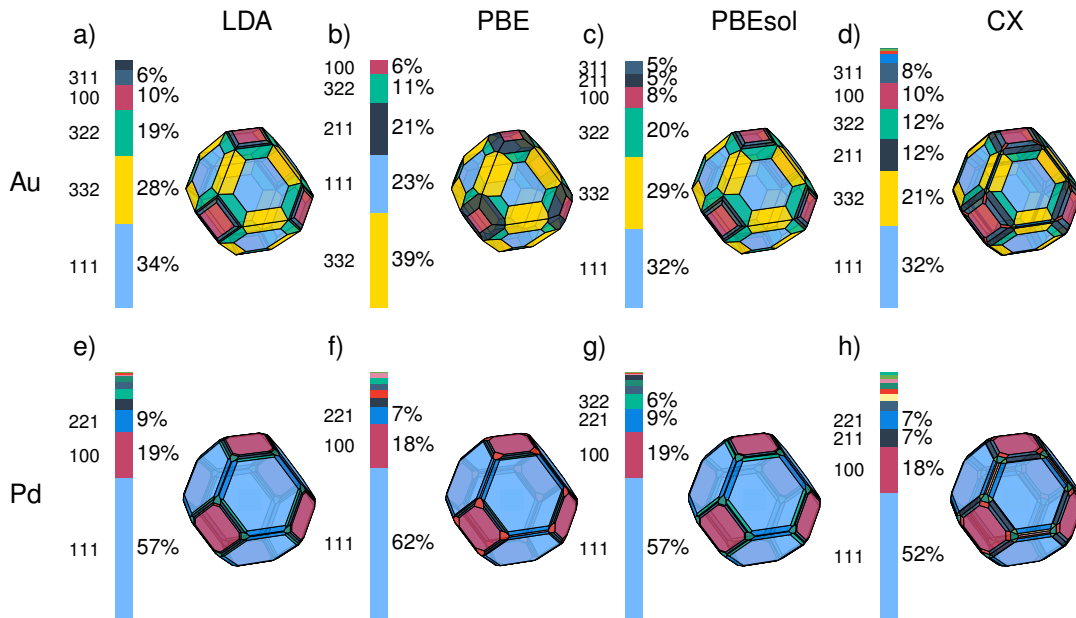 LDA
PBE
PBEsol
CX
a)
b)
c)
d)
Au
311 6%
100 10%
322 19%
332 28%
111 34%
100 6%
322 11%
211 21%
111 23%
332 39%
311 5%
211 5%
100 8%
322 20%
332 29%
111 32%
311 8%
100 10%
322 12%
211 12%
332 21%
111 32%
e)
f)
g)
h)
Pd
221 9%
100 19%
111 57%
221 7%
100 18%
111 62%
322 6%
221 9%
100 19%
111 57%
221 7%
211 7%
100 18%
111 52%